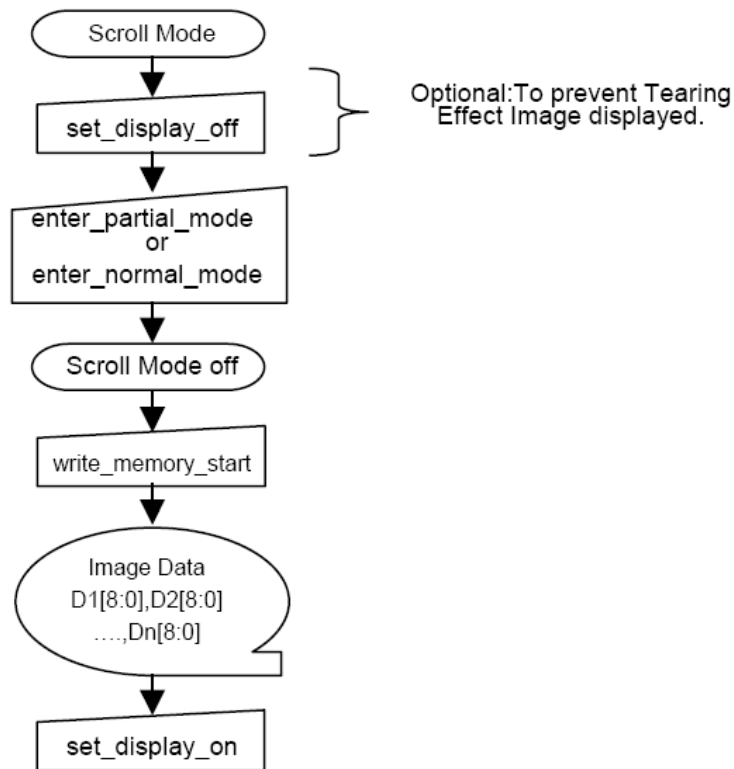 Scroll Mode
set_display_off
Optional:To prevent Tearing
Effect Image displayed.
enter_partial_mode
or
enter_normal_mode
Scroll Mode off
write_memory_start
Image Data
D1[8:0],D2[8:0]
....,Dn[8:0]
set_display_on